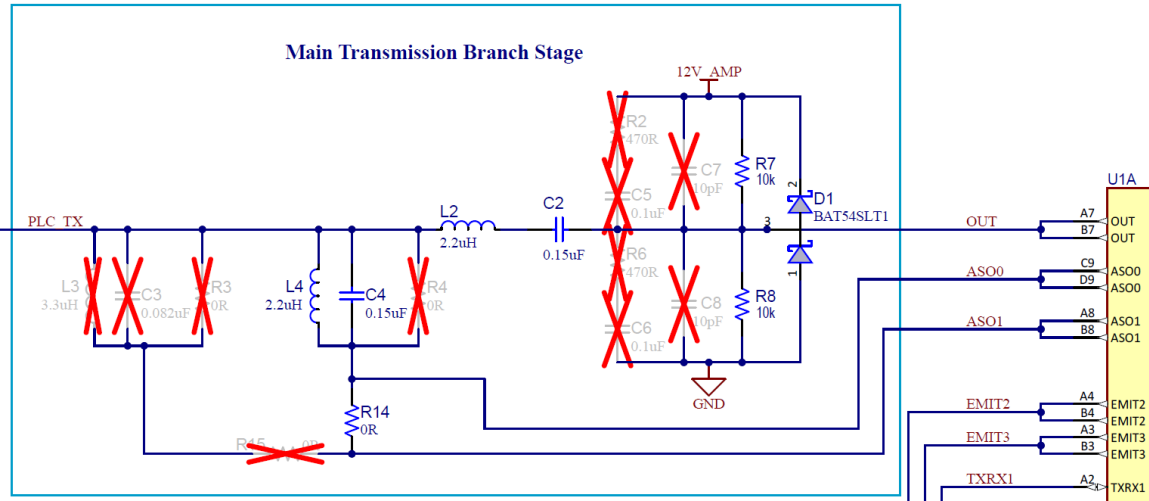 Main Transmission Branch Stage
12V_AMP
R2
470R
C7
10pF
R7
10k
C5
0.1uF
2
D1
BAT54SLT1
3
1
U1A
PLC_TX
L2
2.2uH
C2
0.15uF
OUT
A7
OUT
B7
OUT
L3
3.3uH
C3
0.082uF
R3
0R
L4
2.2uH
C4
0.15uF
R4
0R
R6
470R
C6
0.1uF
C8
10pF
R8
10k
ASO0
C9
ASO0
D9
ASO0
ASO1
A8
ASO1
B8
ASO1
GND
R14
0R
R15
0R
EMIT2
A4
EMIT2
B4
EMIT2
EMIT3
A3
EMIT3
B3
EMIT3
TXRX1
A2
TXRX1